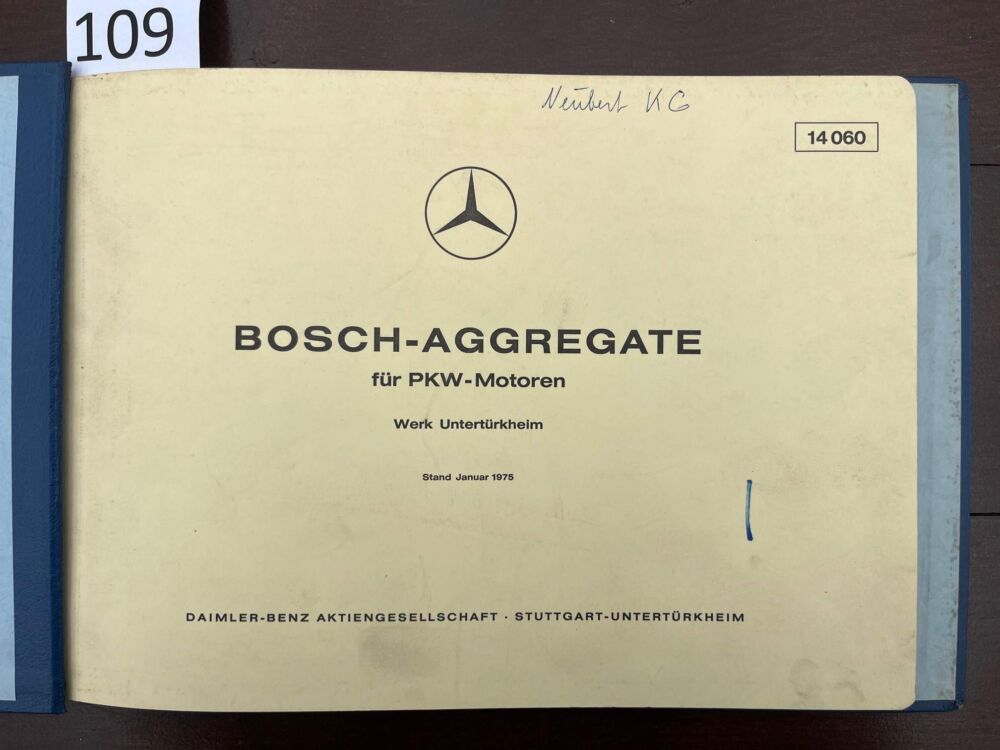 109
Neubert KG
14 060
BOSCH-AGGREGATE
für PKW-Motoren
Werk Untertürkheim
Stand Januar 1975
DAIMLER-BENZ AKTIENGESELLSCHAFT · STUTTGART-UNTERTÜRKHEIM